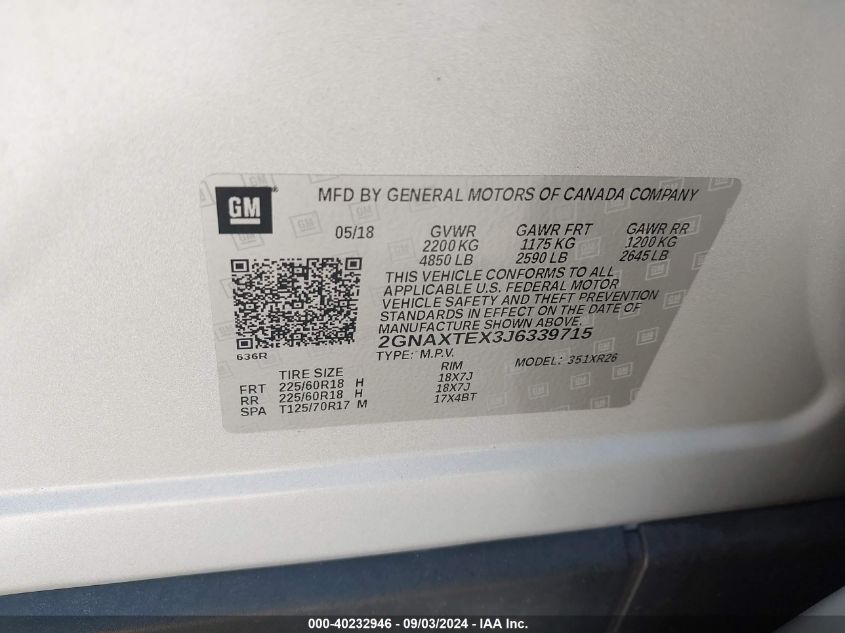 GM ®
MFD BY GENERAL MOTORS OF CANADA COMPANY
05/18 GVWR GAWR FRT GAWR RR
2200 KG 1175 KG 1200 KG
4850 LB 2590 LB 2645 LB
THIS VEHICLE CONFORMS TO ALL
APPLICABLE U.S. FEDERAL MOTOR
VEHICLE SAFETY AND THEFT PREVENTION
STANDARDS IN EFFECT ON THE DATE OF
MANUFACTURE SHOWN ABOVE.
2GNAXTEX3J6339715
636R
TYPE: M.P.V. MODEL: 351XR26
TIRE SIZE RIM
FRT 225/60R18 H 18X7J
RR 225/60R18 H 18X7J
SPA T125/70R17 M 17X4BT
000-40232946 - 09/03/2024 - IAA Inc.